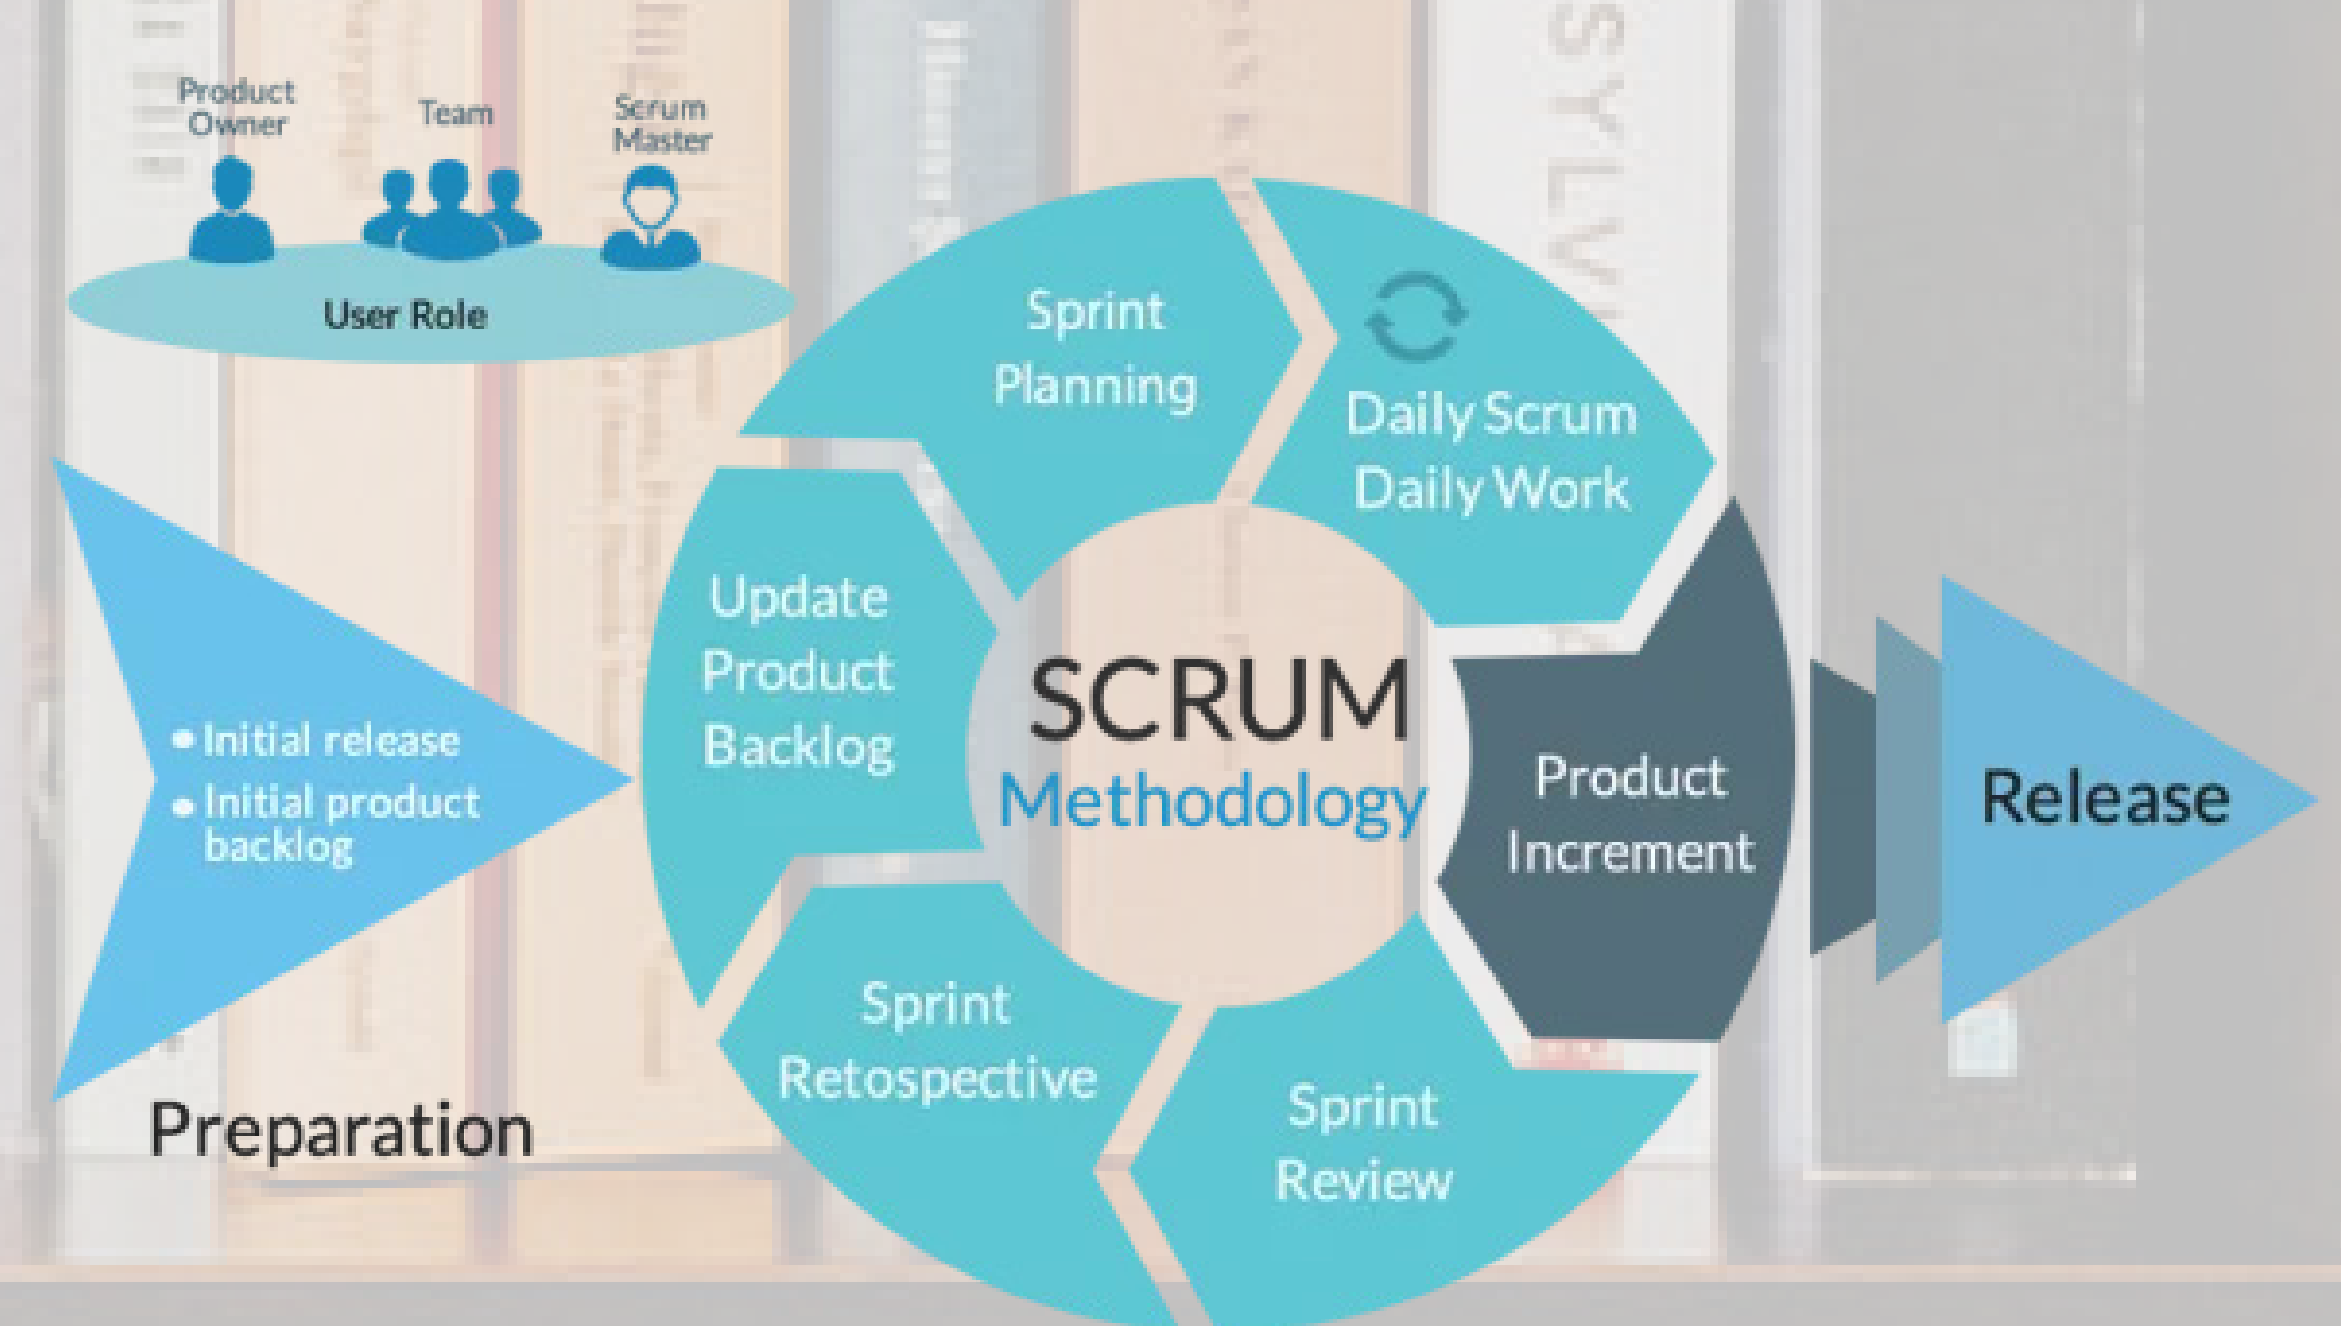 Product
Owner
Team
Scrum
Master
User Role
Sprint
Planning
Daily Scrum
Daily Work
Update
Product
Backlog
SCRUM
Methodology
Product
Increment
Release
• Initial release
• Initial product
backlog
Preparation
Sprint
Retospective
Sprint
Review
SYLV